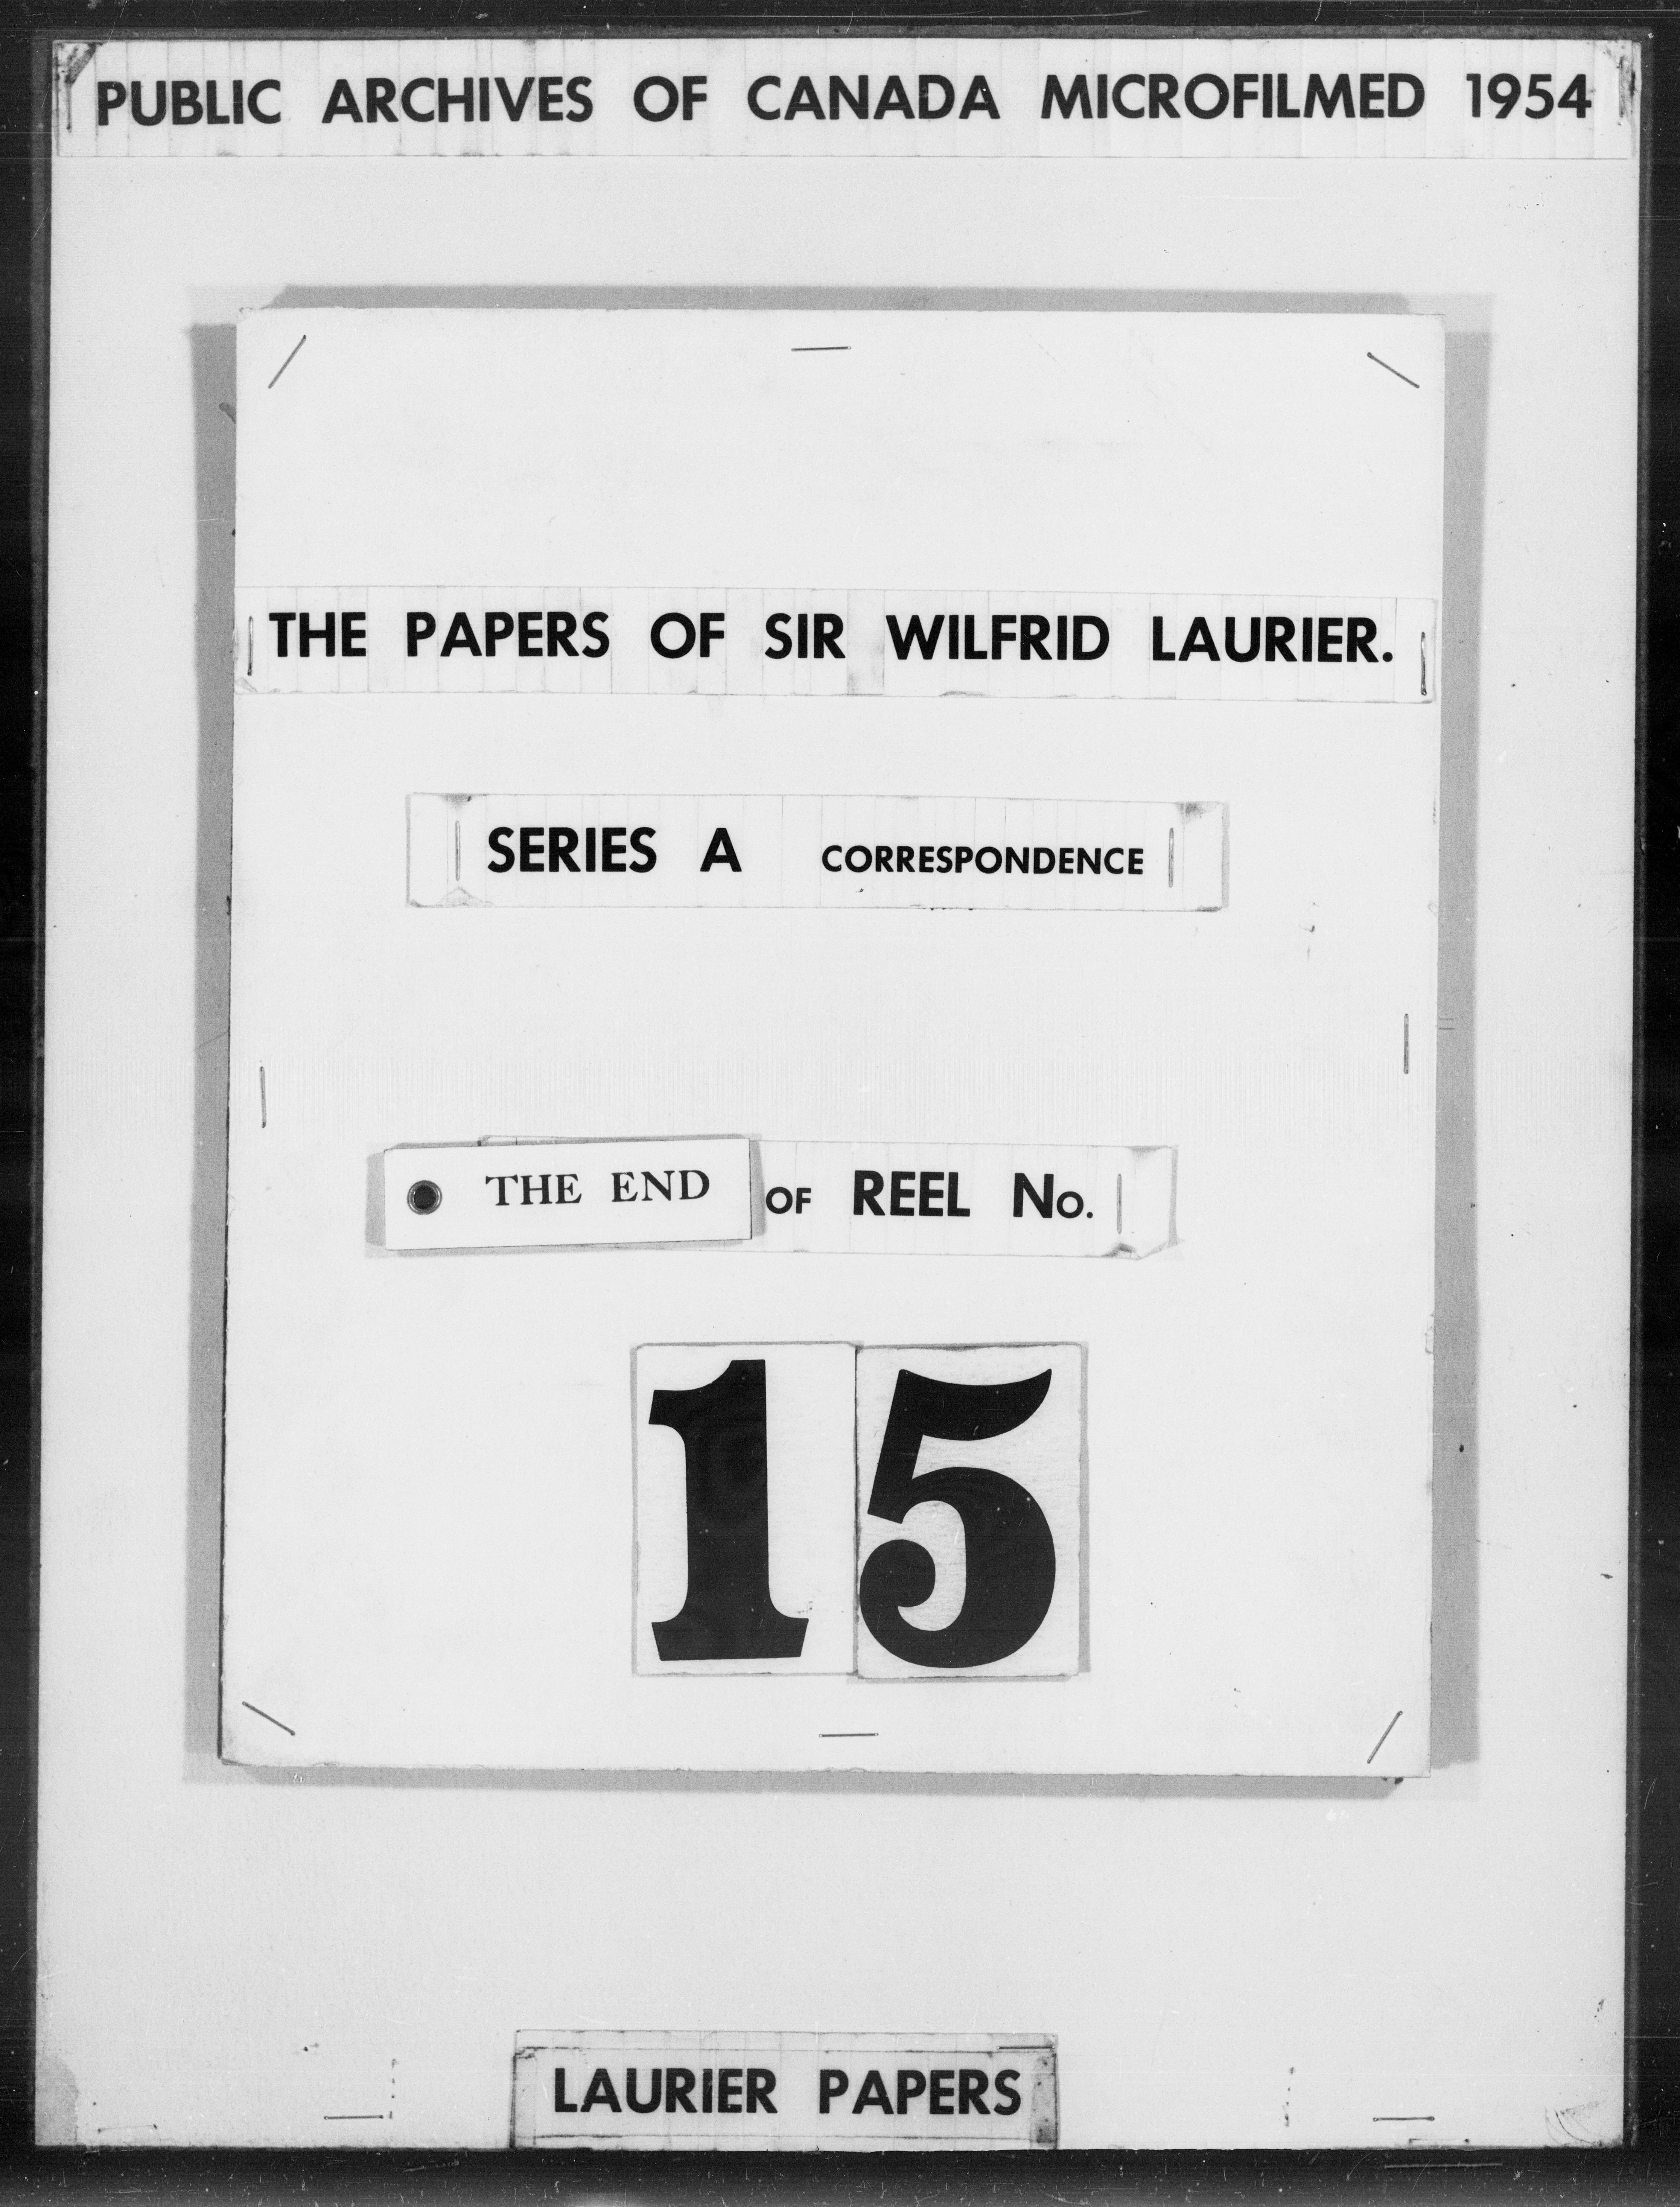 PUBLIC ARCHIVES OF CANADA MICROFILMED 1954
THE PAPERS OF SIR WILFRID LAURIER.
SERIES A CORRESPONDENCE
THE END OF REEL No.
15
LAURIER PAPERS